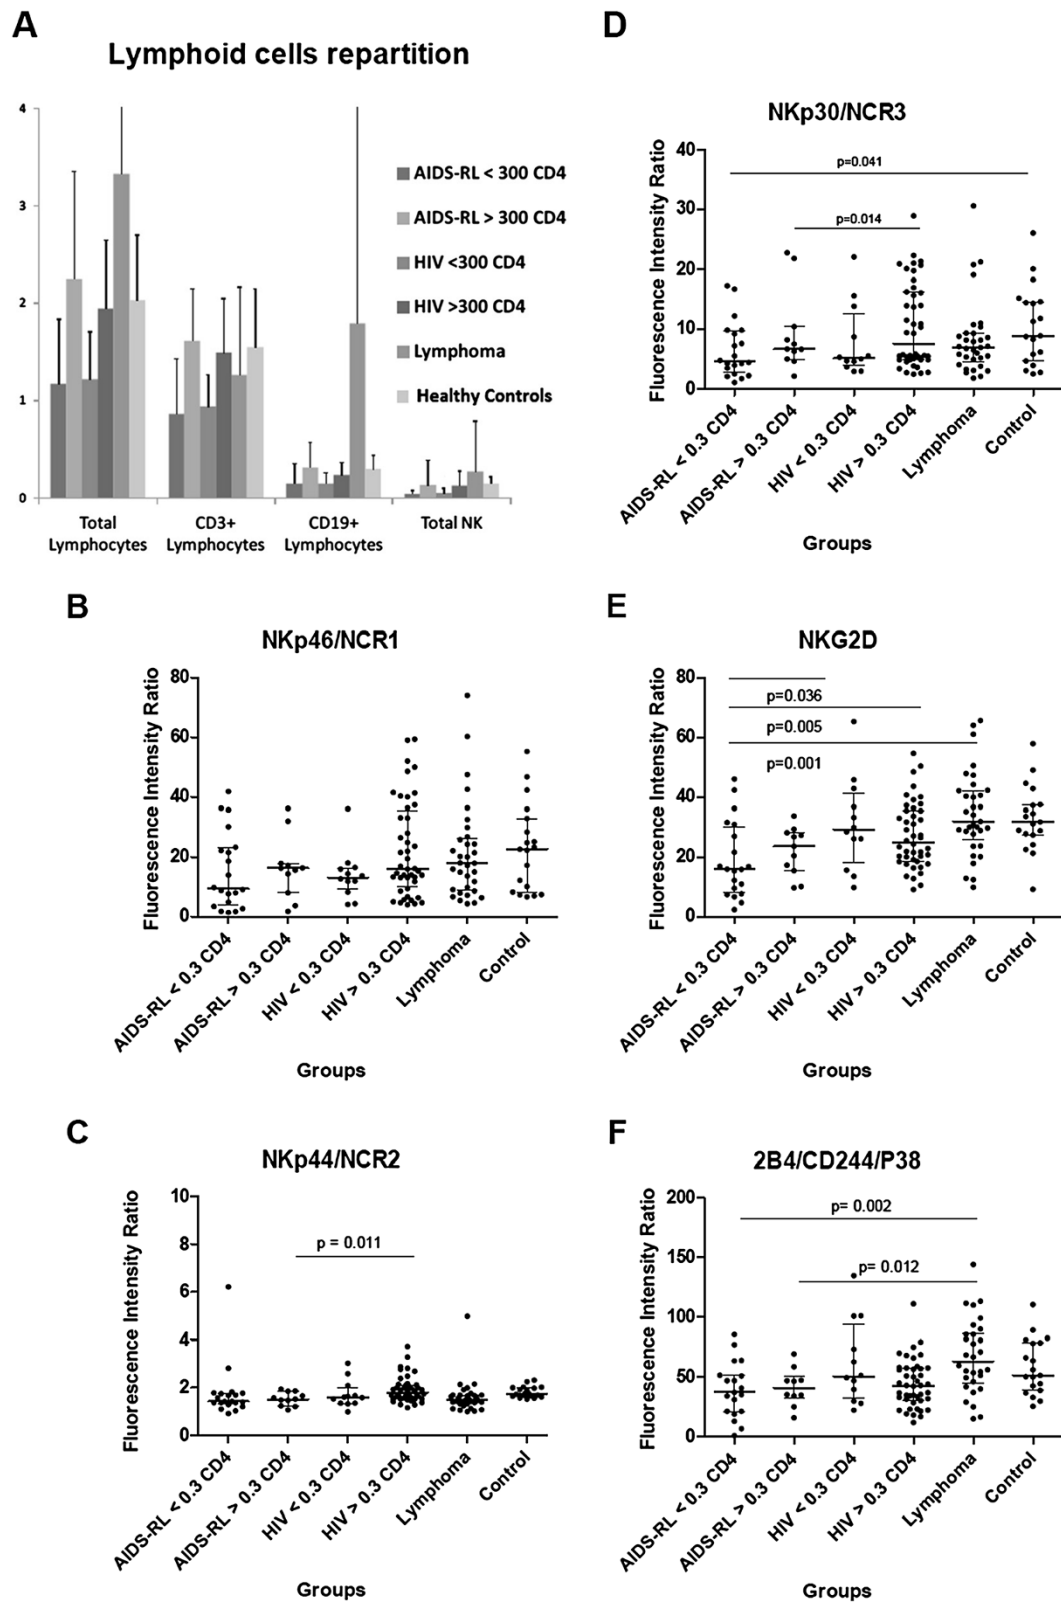 A
Lymphoid cells repartition
4
3
2
1
0
AIDS-RL < 300 CD4
AIDS-RL > 300 CD4
HIV <300 CD4
HIV >300 CD4
Lymphoma
Healthy Controls
Total
Lymphocytes
CD3+
Lymphocytes
CD19+
Lymphocytes
Total NK
D
NKp30/NCR3
Fluorescence Intensity Ratio
40
30
20
10
0
p=0.041
p=0.014
AIDS-RL < 0.3 CD4
AIDS-RL > 0.3 CD4
HIV < 0.3 CD4
HIV > 0.3 CD4
Lymphoma
Control
Groups
B
NKp46/NCR1
Fluorescence Intensity Ratio
80
60
40
20
0
AIDS-RL < 0.3 CD4
AIDS-RL > 0.3 CD4
HIV < 0.3 CD4
HIV > 0.3 CD4
Lymphoma
Control
Groups
E
NKG2D
Fluorescence Intensity Ratio
80
60
40
20
0
p=0.036
p=0.005
p=0.001
AIDS-RL < 0.3 CD4
AIDS-RL > 0.3 CD4
HIV < 0.3 CD4
HIV > 0.3 CD4
Lymphoma
Control
Groups
C
NKp44/NCR2
Fluorescence Intensity Ratio
10
8
6
4
2
0
p = 0.011
AIDS-RL < 0.3 CD4
AIDS-RL > 0.3 CD4
HIV < 0.3 CD4
HIV > 0.3 CD4
Lymphoma
Control
Groups
F
2B4/CD244/P38
Fluorescence Intensity Ratio
200
150
100
50
0
p= 0.002
p= 0.012
AIDS-RL < 0.3 CD4
AIDS-RL > 0.3 CD4
HIV < 0.3 CD4
HIV > 0.3 CD4
Lymphoma
Control
Groups